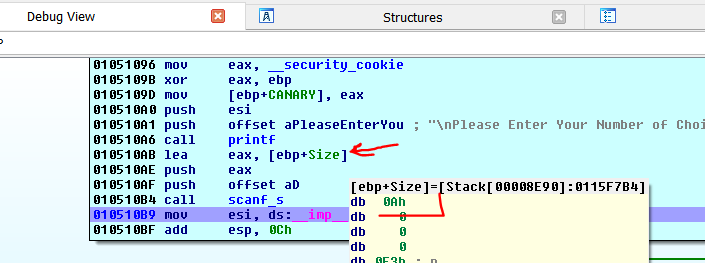 Debug View
Structures
01051096 mov eax, __security_cookie
0105109B xor eax, ebp
0105109D mov [ebp+CANARY], eax
010510A0 push esi
010510A1 push offset aPleaseEnterYou ; "\nPlease Enter Your Number of Choi
010510A6 call printf
010510AB lea eax, [ebp+Size]
010510AE push eax
010510AF push offset aD
010510B4 call scanf_s
010510B9 mov esi, ds:__imp_
010510BF add esp, 0Ch
[ebp+Size]=[Stack[00008E90]:0115F7B4]
db 0Ah
db 0
db 0
db 0